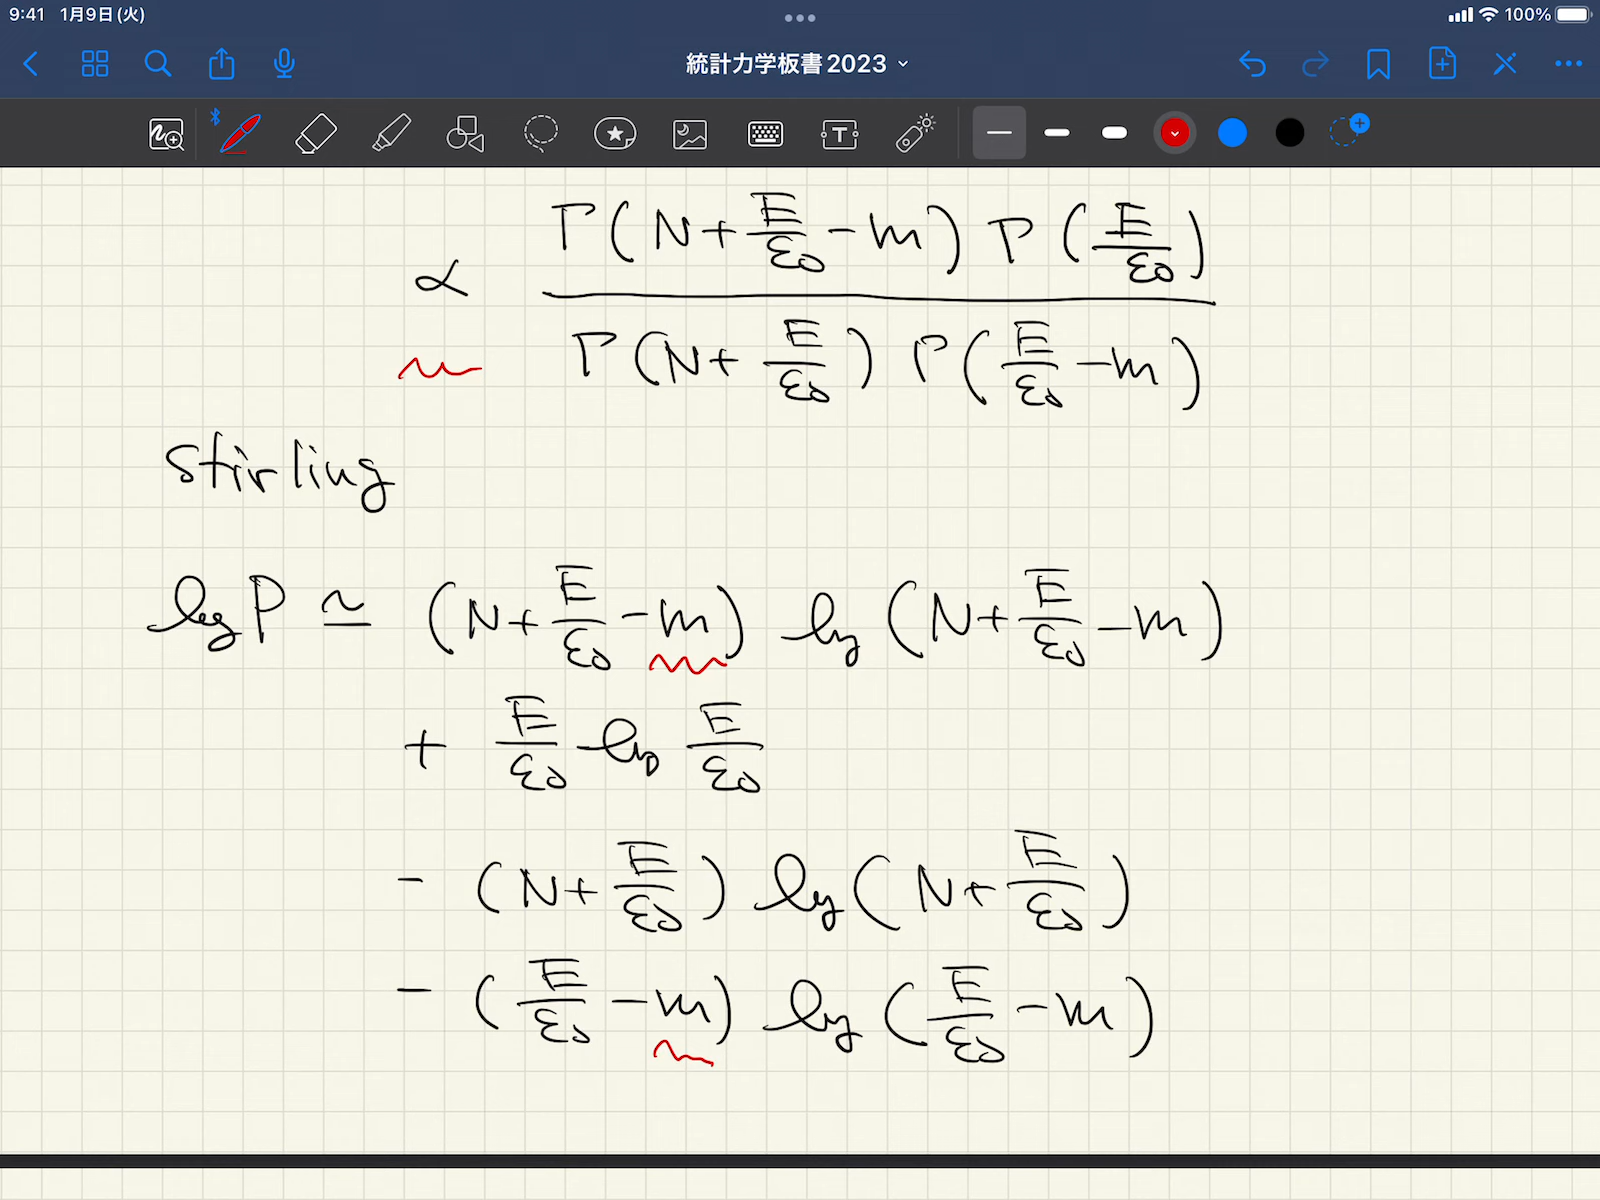 9:41 1月9日(火) 100%
統計力学板書2023
∝ Γ(N+E/ε0-m) Γ(E/ε0) / Γ(N+E/ε0) Γ(E/ε0-m)
Stirling
log P ≃ (N+E/ε0-m) log (N+E/ε0-m)
+ E/ε0 log E/ε0
- (N+E/ε0) log (N+E/ε0)
- (E/ε0-m) log (E/ε0-m)